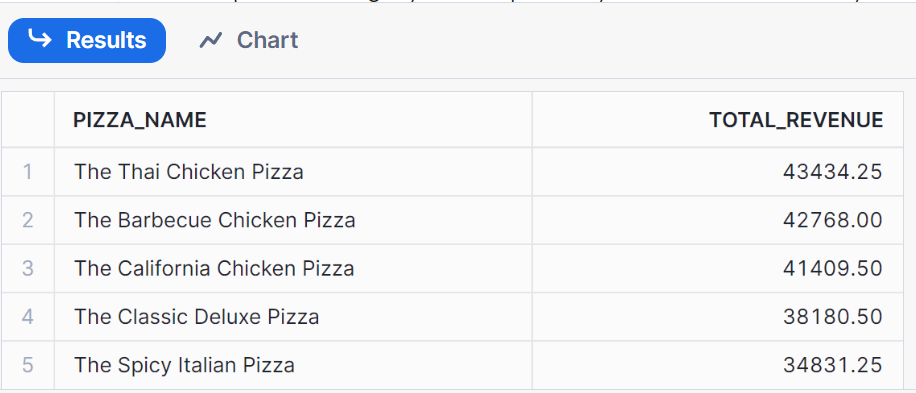 Results Chart
PIZZA_NAME TOTAL_REVENUE
1 The Thai Chicken Pizza 43434.25
2 The Barbecue Chicken Pizza 42768.00
3 The California Chicken Pizza 41409.50
4 The Classic Deluxe Pizza 38180.50
5 The Spicy Italian Pizza 34831.25